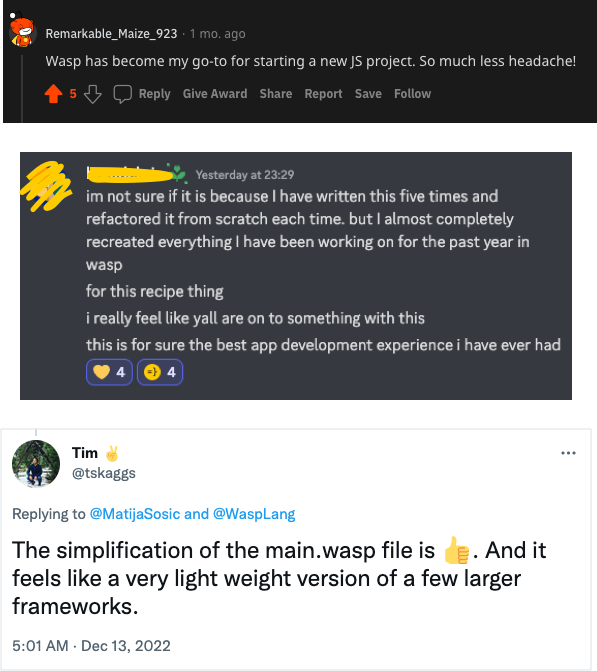 Remarkable_Maize_923 · 1 mo. ago
Wasp has become my go-to for starting a new JS project. So much less headache!
5 Reply Give Award Share Report Save Follow
Yesterday at 23:29
im not sure if it is because I have written this five times and
refactored it from scratch each time. but I almost completely
recreated everything I have been working on for the past year in
wasp
for this recipe thing
i really feel like yall are on to something with this
this is for sure the best app development experience i have ever had
4 4
Tim ✌
@tskaggs
Replying to @MatijaSosic and @WaspLang
The simplification of the main.wasp file is 👍. And it
feels like a very light weight version of a few larger
frameworks.
5:01 AM · Dec 13, 2022